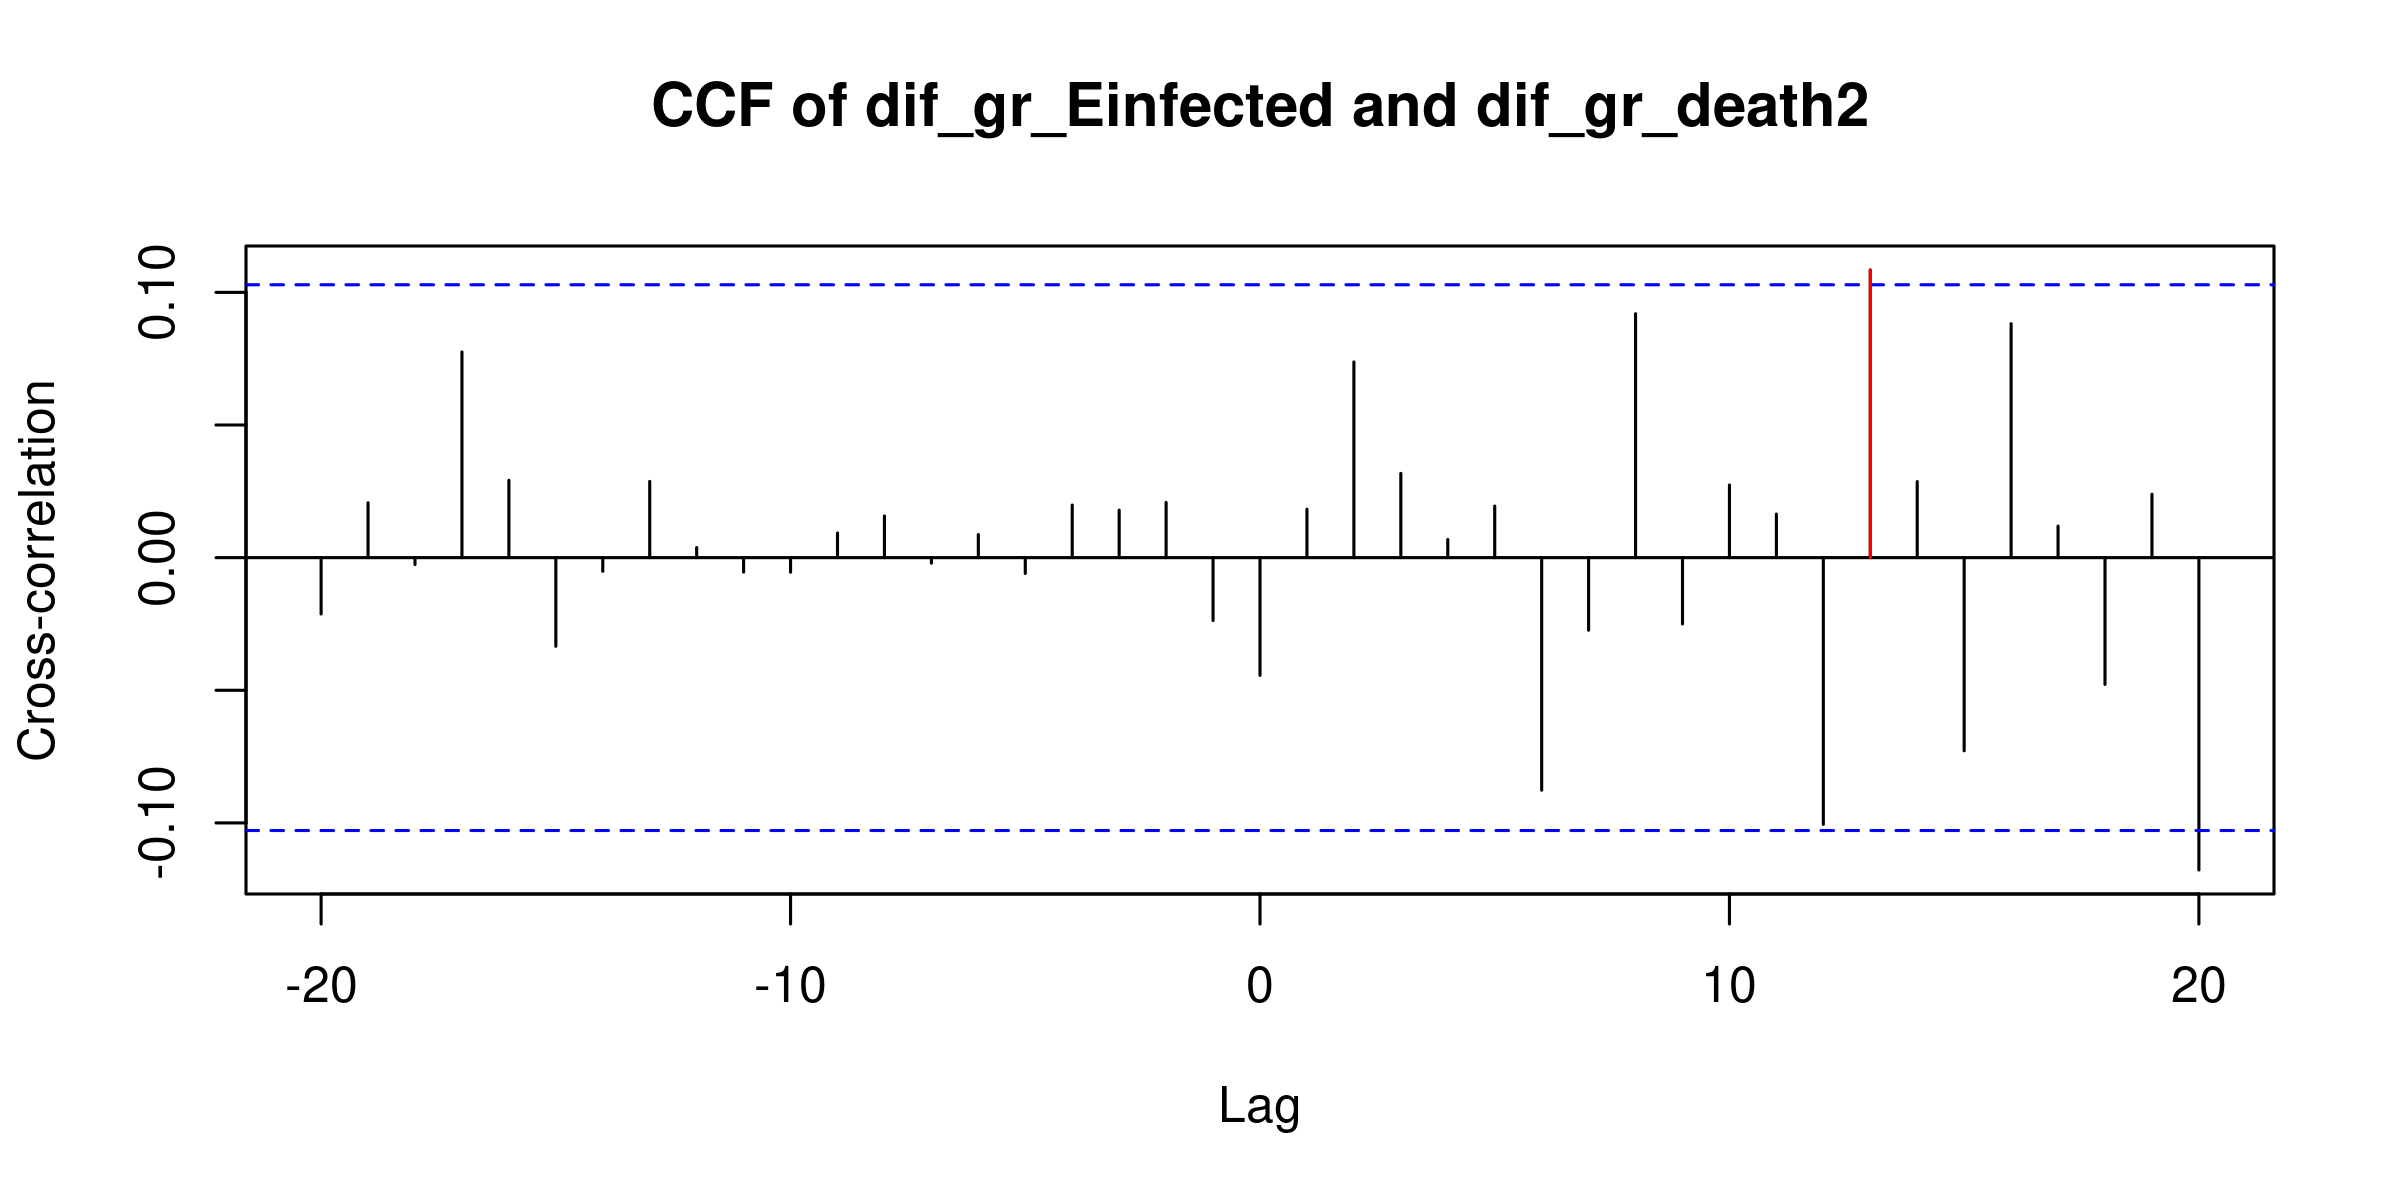 CCF of dif_gr_Einfected and dif_gr_death2
Cross-correlation
0.10
0.00
-0.10
-20
-10
0
10
20
Lag